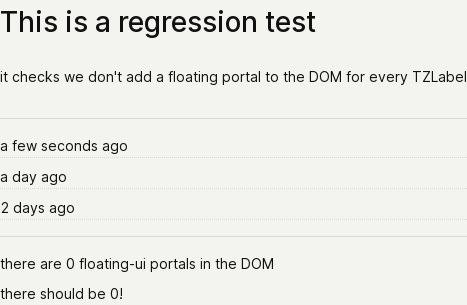 This is a regression test
it checks we don't add a floating portal to the DOM for every TZLabel
a few seconds ago
a day ago
2 days ago
there are 0 floating-ui portals in the DOM
there should be 0!